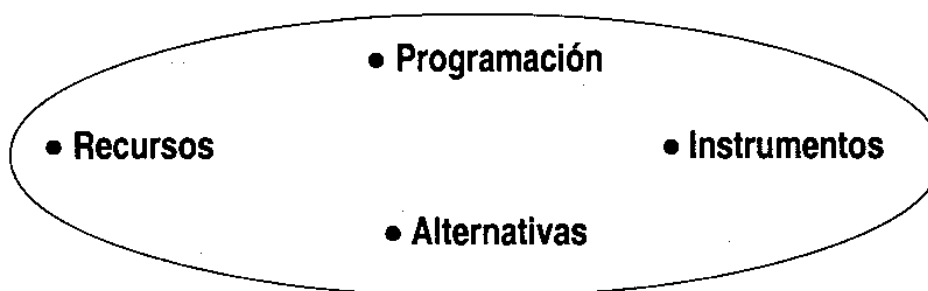 • Programación
• Recursos
• Instrumentos
• Alternativas